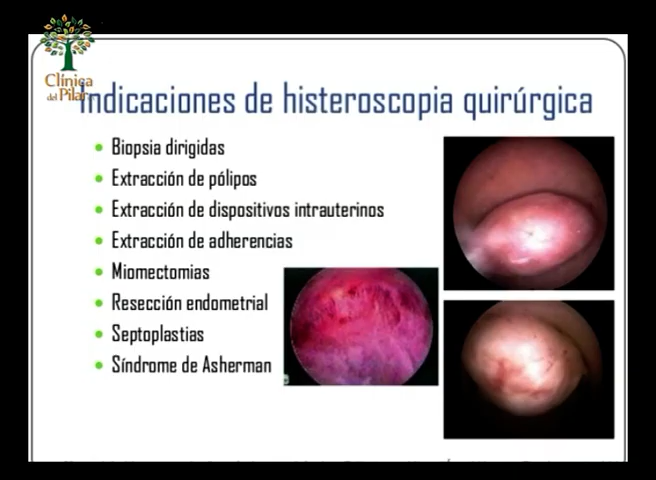 Clínica
del Pilar
Indicaciones de histeroscopia quirúrgica
Biopsia dirigidas
Extracción de pólipos
Extracción de dispositivos intrauterinos
Extracción de adherencias
Miomectomias
Resección endometrial
Septoplastias
Síndrome de Asherman